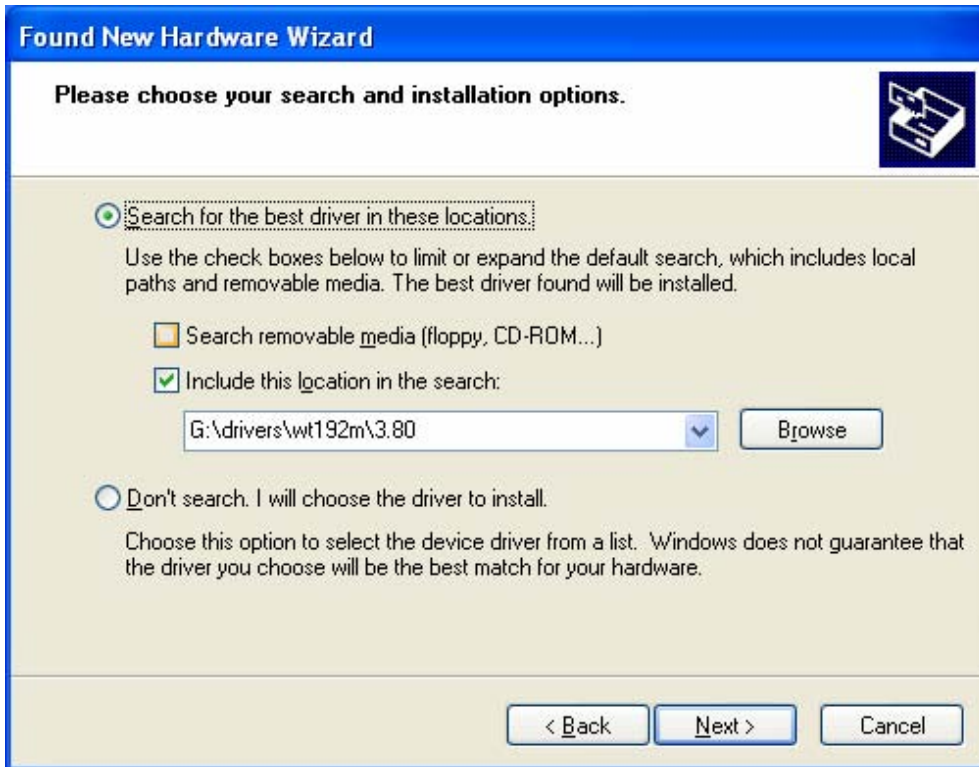 Found New Hardware Wizard
Please choose your search and installation options.
Search for the best driver in these locations.
Use the check boxes below to limit or expand the default search, which includes local
paths and removable media. The best driver found will be installed.
Search removable media (floppy, CD-ROM...)
Include this location in the search:
G:\drivers\wt192m\3.80
Browse
Don't search. I will choose the driver to install.
Choose this option to select the device driver from a list. Windows does not guarantee that
the driver you choose will be the best match for your hardware.
< Back
Next >
Cancel